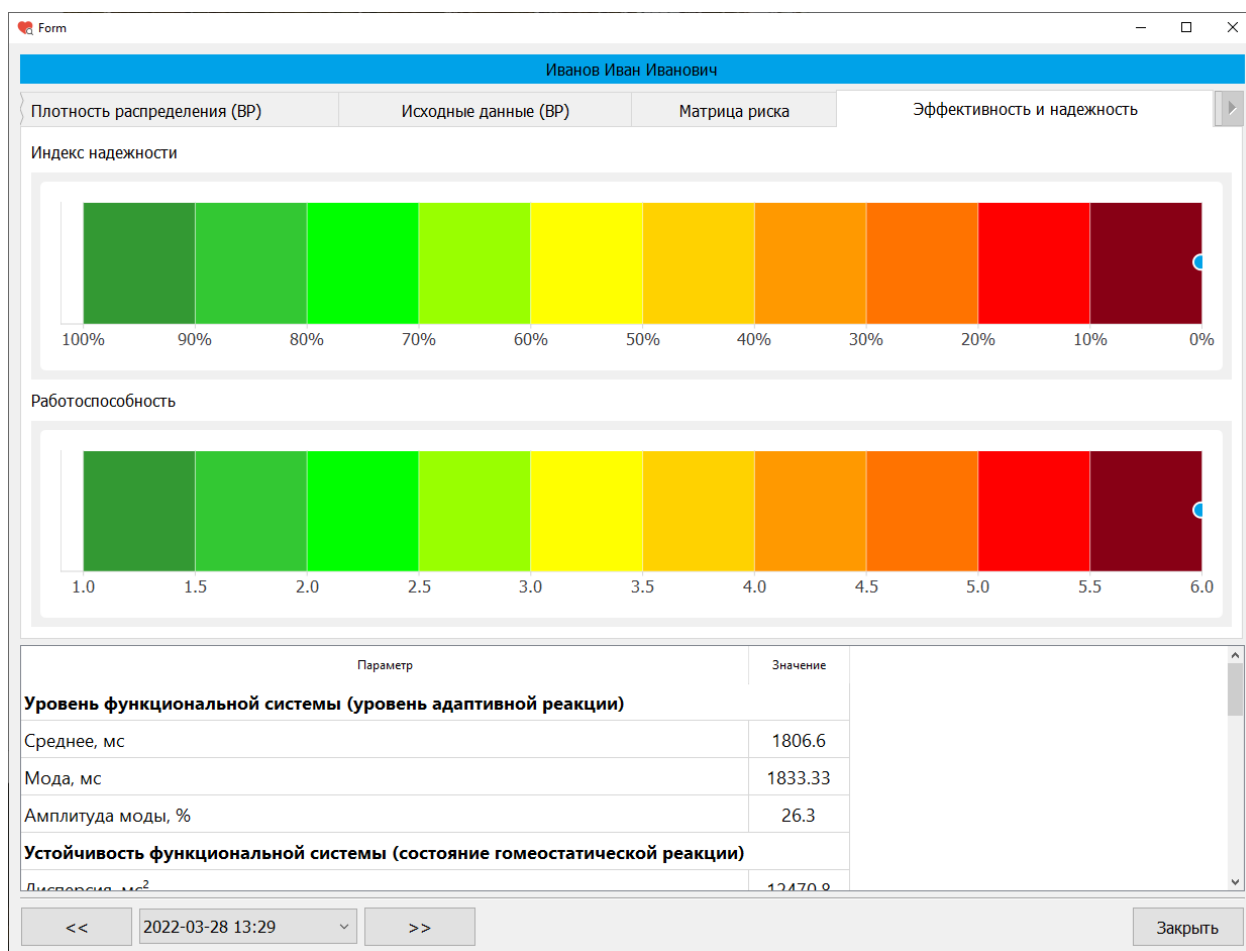 Form
Иванов Иван Иванович
Плотность распределения (ВР) Исходные данные (ВР) Матрица риска Эффективность и надежность
Индекс надежности
100% 90% 80% 70% 60% 50% 40% 30% 20% 10% 0%
Работоспособность
1.0 1.5 2.0 2.5 3.0 3.5 4.0 4.5 5.0 5.5 6.0
Параметр Значение
Уровень функциональной системы (уровень адаптивной реакции)
Среднее, мс 1806.6
Мода, мс 1833.33
Амплитуда моды, % 26.3
Устойчивость функциональной системы (состояние гомеостатической реакции)
Дисперсия, мс² 12470.8
<< 2022-03-28 13:29 >> Закрыть